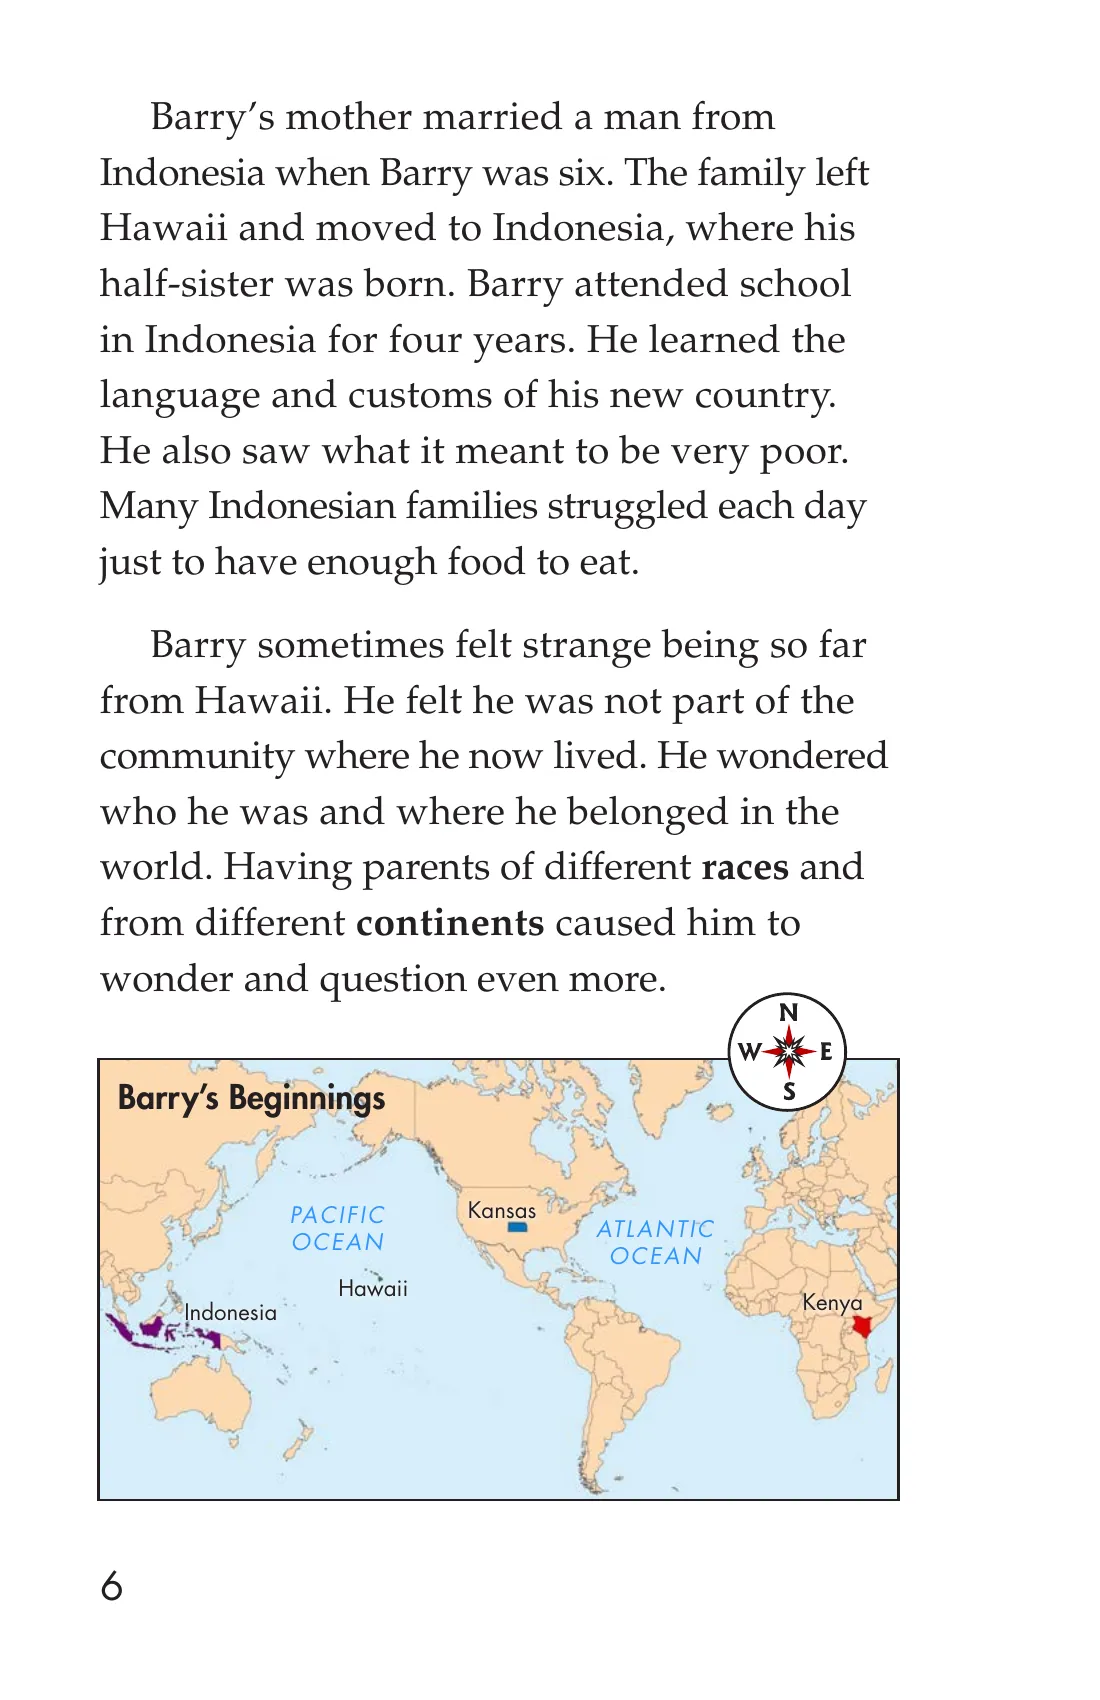 Barry’s mother married a man from
Indonesia when Barry was six. The family left
Hawaii and moved to Indonesia, where his
half-sister was born. Barry attended school
in Indonesia for four years. He learned the
language and customs of his new country.
He also saw what it meant to be very poor.
Many Indonesian families struggled each day
just to have enough food to eat.
Barry sometimes felt strange being so far
from Hawaii. He felt he was not part of the
community where he now lived. He wondered
who he was and where he belonged in the
world. Having parents of different races and
from different continents caused him to
wonder and question even more.
N
W E
S
Barry’s Beginnings
PACIFIC
OCEAN
Kansas
ATLANTIC
OCEAN
Hawaii
Indonesia
Kenya
6